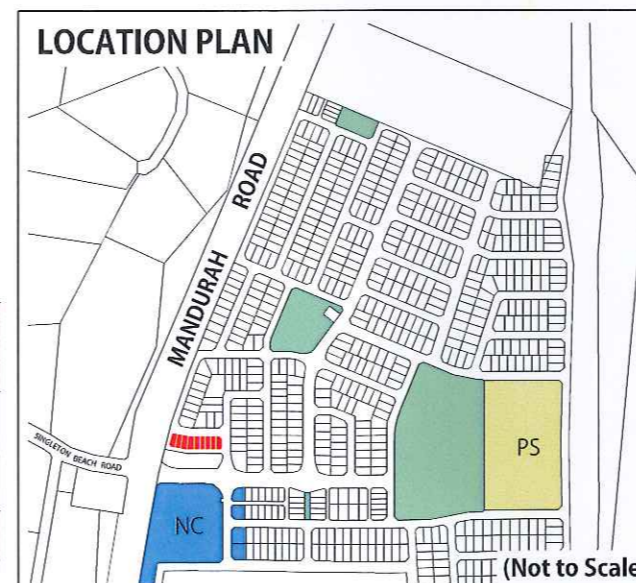 LOCATION PLAN
MANDURAH ROAD
SINGLETON BEACH ROAD
PS
NC
(Not to Scale